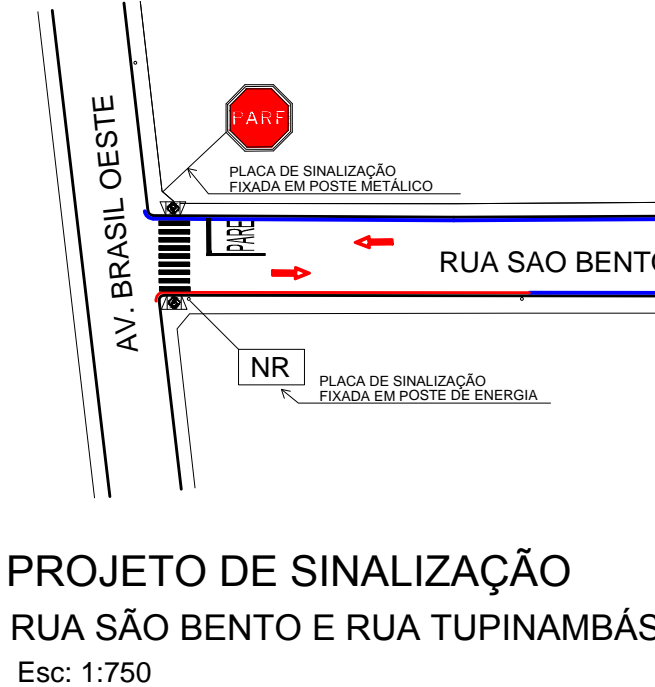 PARE
PLACA DE SINALIZAÇÃO
FIXADA EM POSTE METÁLICO
AV. BRASIL OESTE
PARE
RUA SAO BENTO
NR
PLACA DE SINALIZAÇÃO
FIXADA EM POSTE DE ENERGIA
PROJETO DE SINALIZAÇÃO
RUA SÃO BENTO E RUA TUPINAMBÁS
Esc: 1:750